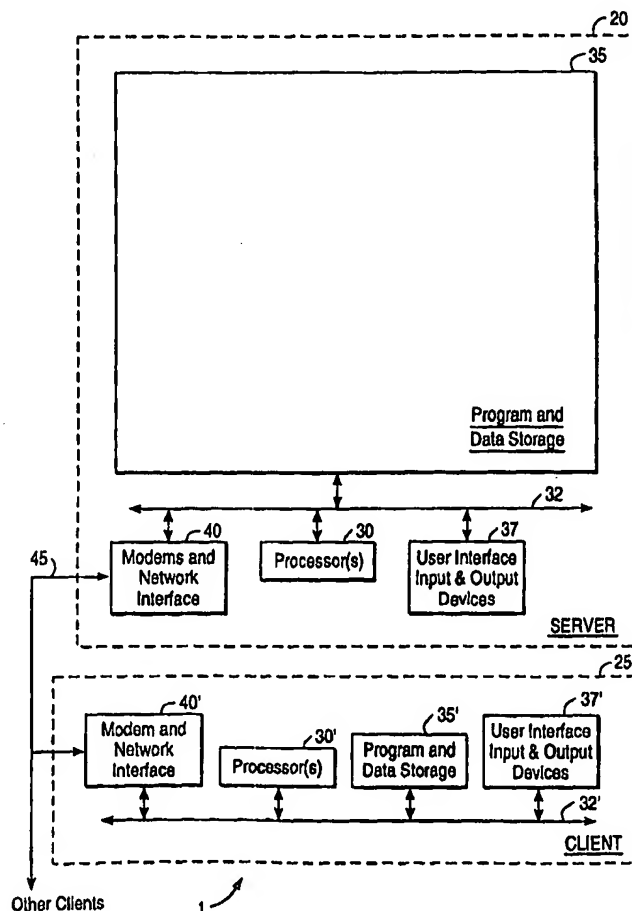 20
35
Program and
Data Storage
32
40
30
37
45
Modems and
Network
Interface
Processor(s)
User Interface
Input & Output
Devices
SERVER
25
40'
30'
35'
37'
Modem and
Network
Interface
Processor(s)
Program and
Data Storage
User Interface
Input & Output
Devices
32'
CLIENT
Other Clients
1